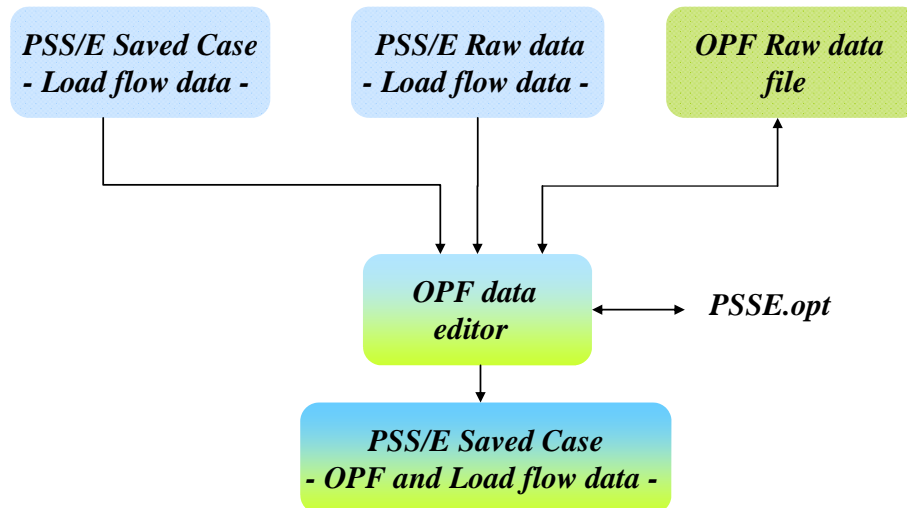 PSS/E Saved Case
- Load flow data -
PSS/E Raw data
- Load flow data -
OPF Raw data
file
OPF data
editor
PSSE.opt
PSS/E Saved Case
- OPF and Load flow data -